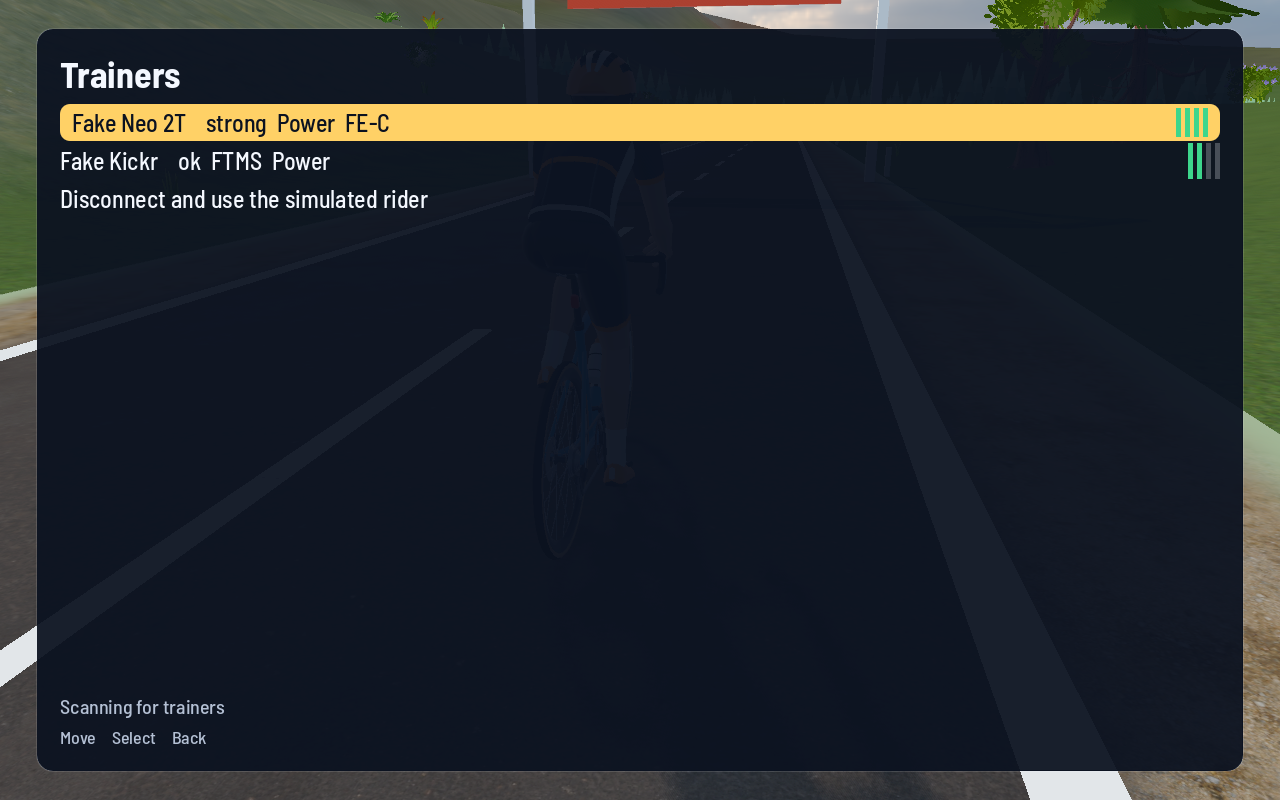 Trainers
Fake Neo 2T strong Power FE-C
Fake Kickr ok FTMS Power
Disconnect and use the simulated rider
Scanning for trainers
Move Select Back